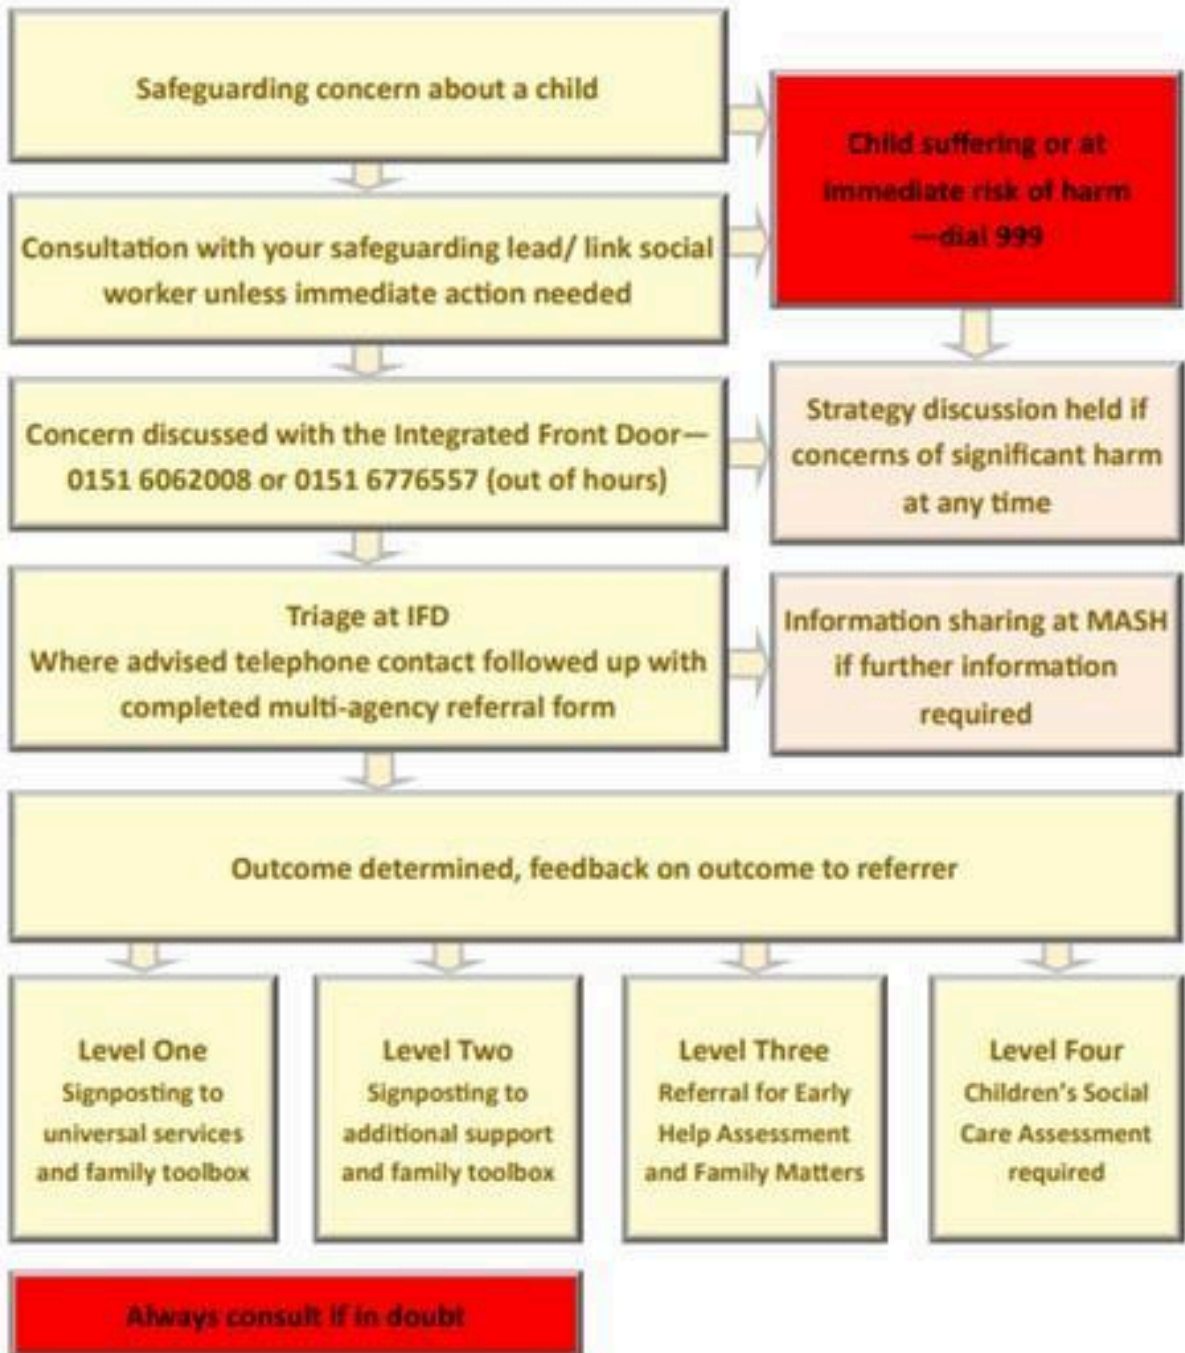 Safeguarding concern about a child
Child suffering or at
immediate risk of harm
—dial 999
Consultation with your safeguarding lead/ link social
worker unless immediate action needed
Concern discussed with the Integrated Front Door—
0151 6062008 or 0151 6776557 (out of hours)
Strategy discussion held if
concerns of significant harm
at any time
Triage at IFD
Where advised telephone contact followed up with
completed multi-agency referral form
Information sharing at MASH
if further information
required
Outcome determined, feedback on outcome to referrer
Level One
Signposting to
universal services
and family toolbox
Level Two
Signposting to
additional support
and family toolbox
Level Three
Referral for Early
Help Assessment
and Family Matters
Level Four
Children's Social
Care Assessment
required
Always consult if in doubt